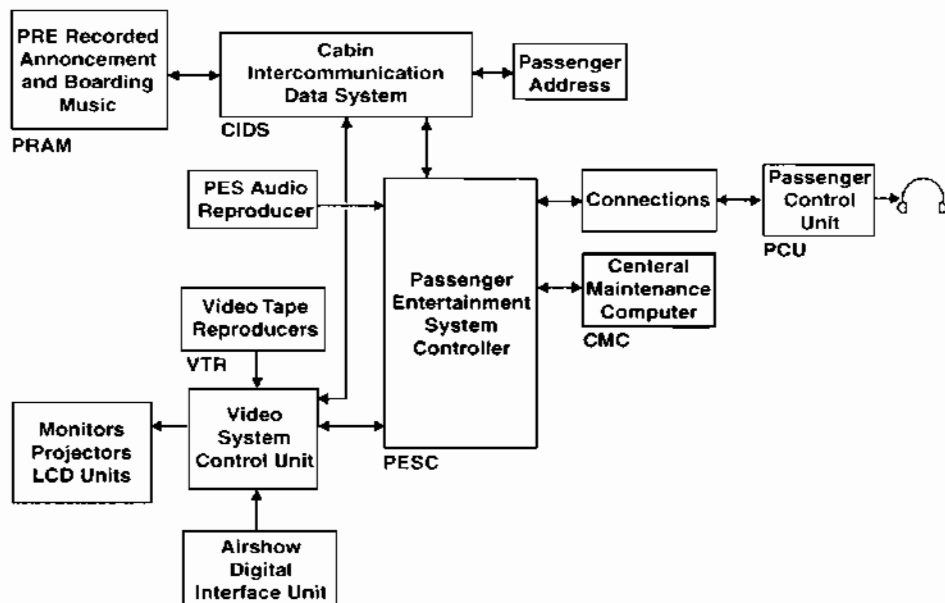 PRE Recorded
Annoncement
and Boarding
Music
PRAM
Cabin
Intercommunication
Data System
CIDS
Passenger
Address
PES Audio
Reproducer
Passenger
Entertainment
System
Controller
PESC
Connections
Passenger
Control
Unit
PCU
Centeral
Maintenance
Computer
CMC
Video Tape
Reproducers
VTR
Video
System
Control Unit
Monitors
Projectors
LCD Units
Airshow
Digital
Interface Unit